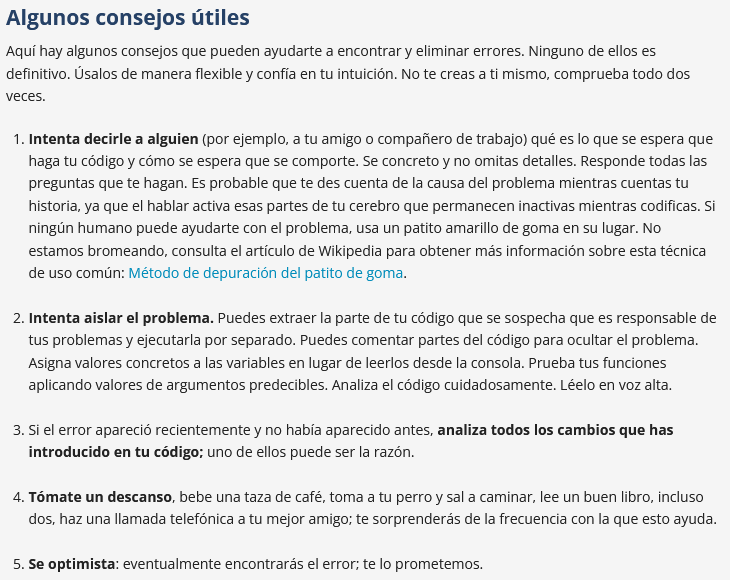 Algunos consejos útiles
Aquí hay algunos consejos que pueden ayudarte a encontrar y eliminar errores. Ninguno de ellos es
definitivo. Úsalos de manera flexible y confía en tu intuición. No te creas a ti mismo, comprueba todo dos
veces.
1. Intenta decirle a alguien (por ejemplo, a tu amigo o compañero de trabajo) qué es lo que se espera que
haga tu código y cómo se espera que se comporte. Se concreto y no omitas detalles. Responde todas las
preguntas que te hagan. Es probable que te des cuenta de la causa del problema mientras cuentas tu
historia, ya que el hablar activa esas partes de tu cerebro que permanecen inactivas mientras codificas. Si
ningún humano puede ayudarte con el problema, usa un patito amarillo de goma en su lugar. No
estamos bromeando, consulta el artículo de Wikipedia para obtener más información sobre esta técnica
de uso común: Método de depuración del patito de goma.
2. Intenta aislar el problema. Puedes extraer la parte de tu código que se sospecha que es responsable de
tus problemas y ejecutarla por separado. Puedes comentar partes del código para ocultar el problema.
Asigna valores concretos a las variables en lugar de leerlos desde la consola. Prueba tus funciones
aplicando valores de argumentos predecibles. Analiza el código cuidadosamente. Léelo en voz alta.
3. Si el error apareció recientemente y no había aparecido antes, analiza todos los cambios que has
introducido en tu código; uno de ellos puede ser la razón.
4. Tómate un descanso, bebe una taza de café, toma a tu perro y sal a caminar, lee un buen libro, incluso
dos, haz una llamada telefónica a tu mejor amigo; te sorprenderás de la frecuencia con la que esto ayuda.
5. Se optimista: eventualmente encontrarás el error; te lo prometemos.